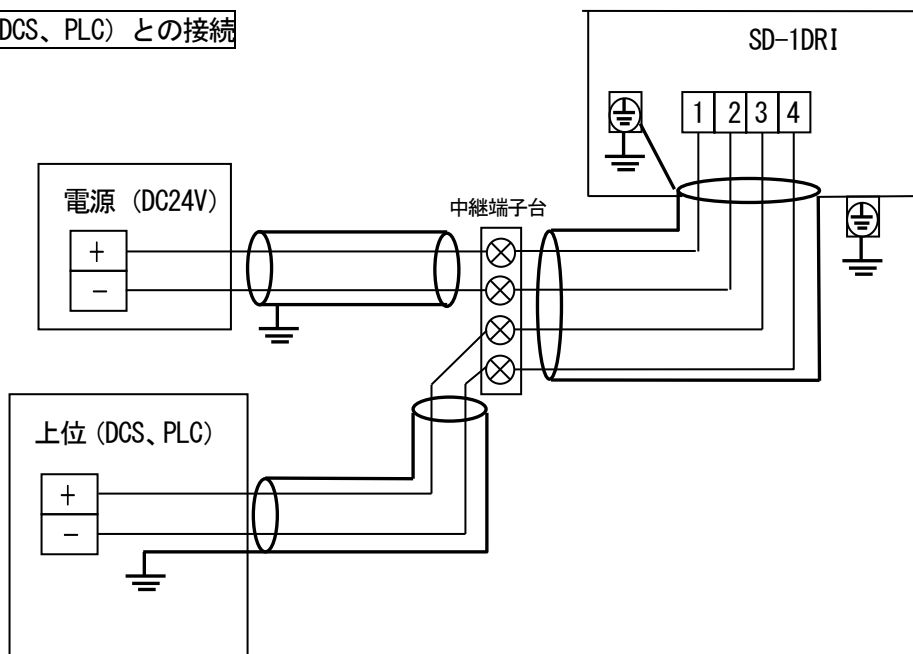 DCS、PLC) との接続
SD-1DRI
1 2 3 4
電源 (DC24V)
+
-
中継端子台
上位 (DCS、PLC)
+
-